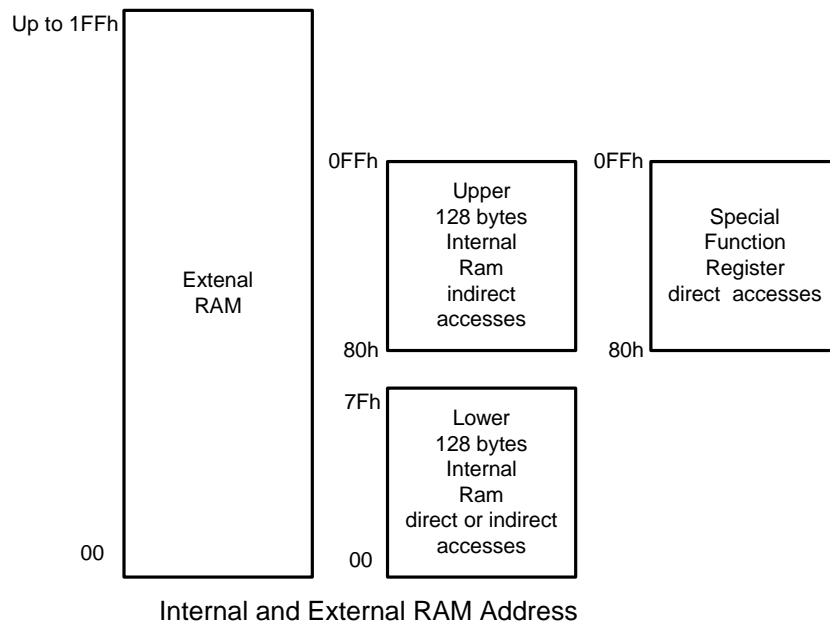 Up to 1FFh
Extenal
RAM
00
0FFh
Upper
128 bytes
Internal
Ram
indirect
accesses
80h
7Fh
Lower
128 bytes
Internal
Ram
direct or indirect
accesses
00
0FFh
Special
Function
Register
direct accesses
80h
Internal and External RAM Address